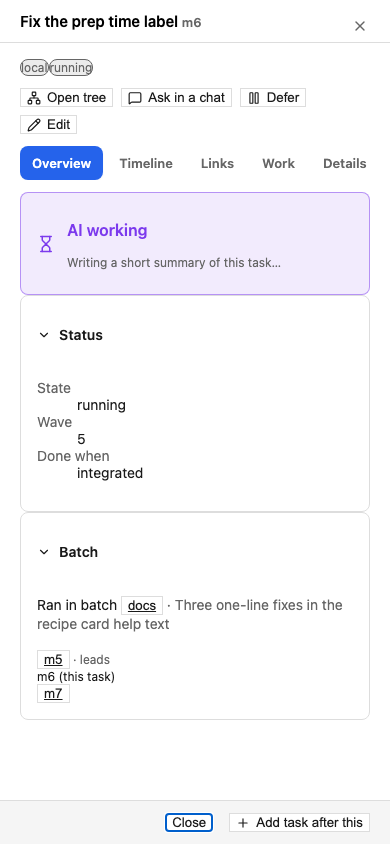 Fix the prep time label m6
local running
Open tree Ask in a chat Defer
Edit
Overview Timeline Links Work Details
AI working
Writing a short summary of this task...
Status
State
running
Wave
5
Done when
integrated
Batch
Ran in batch docs · Three one-line fixes in the
recipe card help text
m5 · leads
m6 (this task)
m7
Close + Add task after this